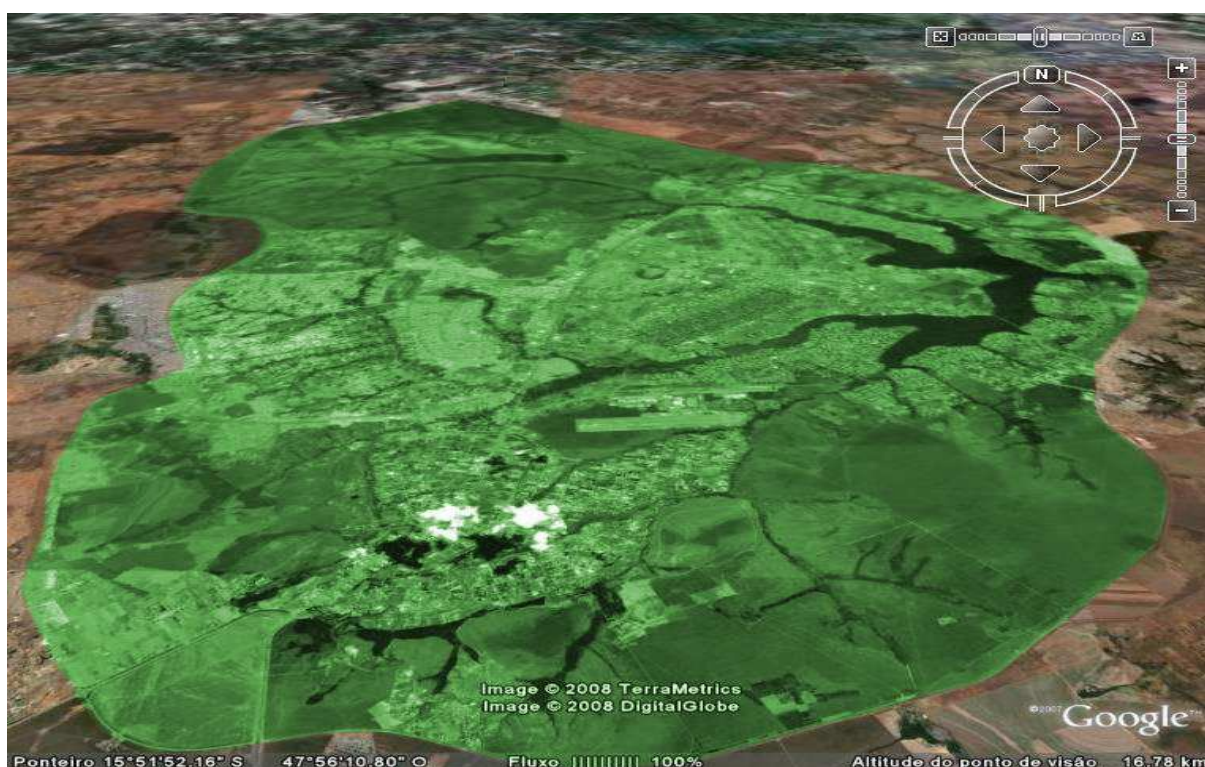 N
Image © 2008 TerraMetrics
Image © 2008 DigitalGlobe
©2007 Google™
Ponteiro 15°51'52.16" S 47°56'10.80" O Fluxo |||||||||| 100% Altitude do ponto de visão 16.78 km